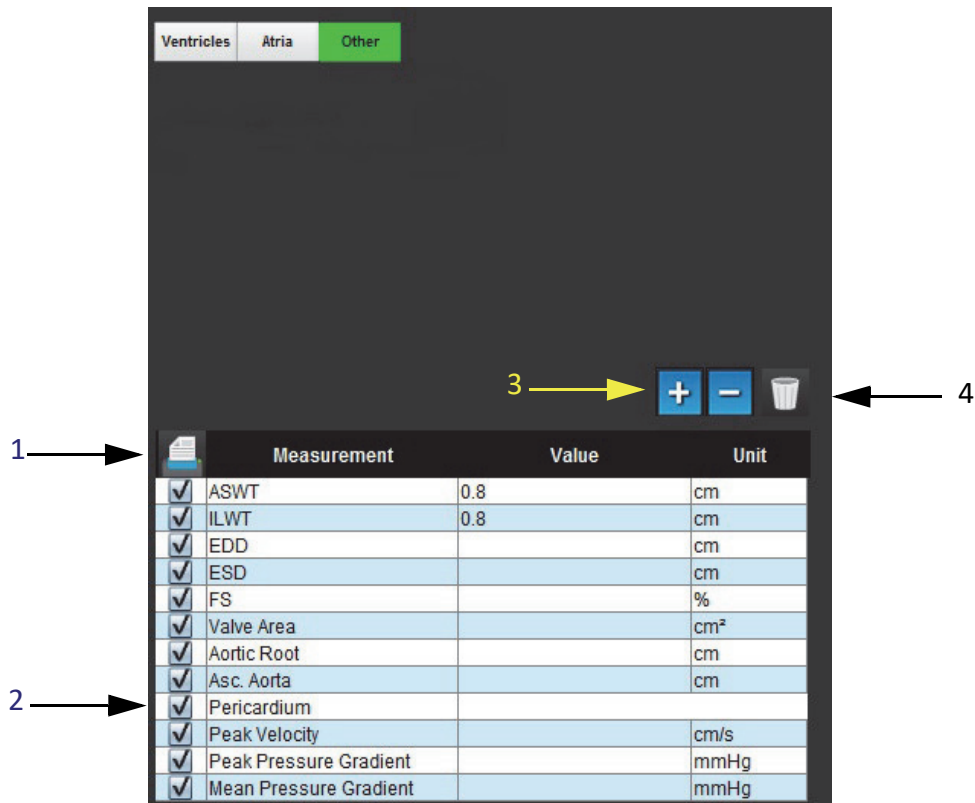 Ventricles Atria Other
3
4
1
Measurement Value Unit
ASWT 0.8 cm
ILWT 0.8 cm
EDD cm
ESD cm
FS %
Valve Area cm²
Aortic Root cm
Asc. Aorta cm
2
Pericardium
Peak Velocity cm/s
Peak Pressure Gradient mmHg
Mean Pressure Gradient mmHg